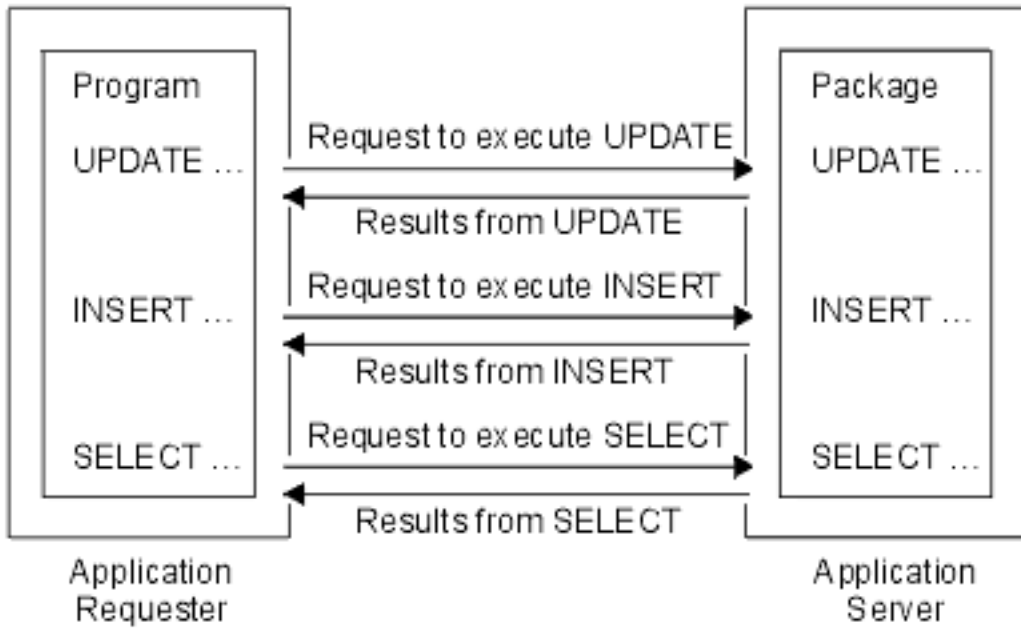 Program
UPDATE ...
INSERT ...
SELECT ...
Request to execute UPDATE
Results from UPDATE
Request to execute INSERT
Results from INSERT
Request to execute SELECT
Results from SELECT
Package
UPDATE ...
INSERT ...
SELECT ...
Application
Requester
Application
Server